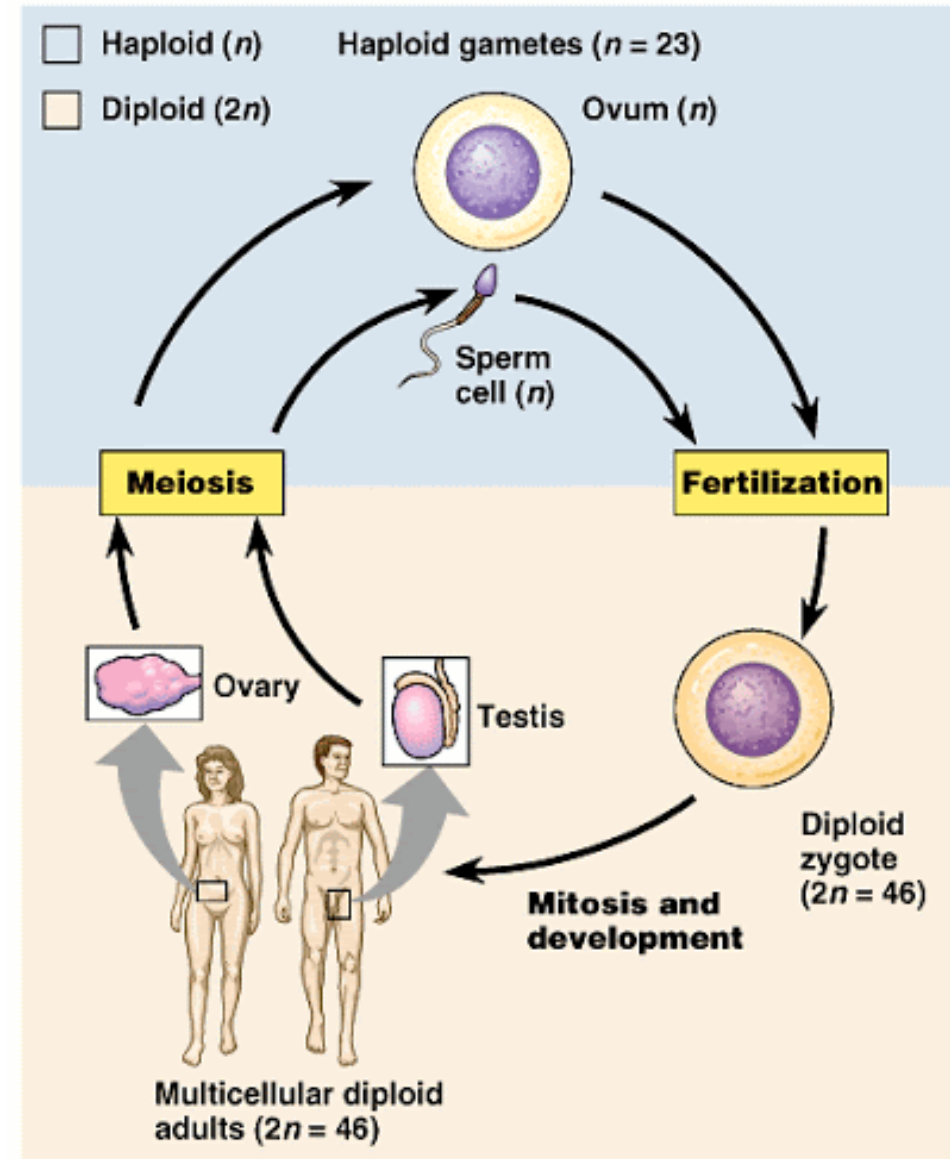 Haploid (n)
Haploid gametes (n = 23)
Diploid (2n)
Ovum (n)
Sperm
cell (n)
Meiosis
Fertilization
Ovary
Testis
Diploid
zygote
(2n = 46)
Mitosis and
development
Multicellular diploid
adults (2n = 46)